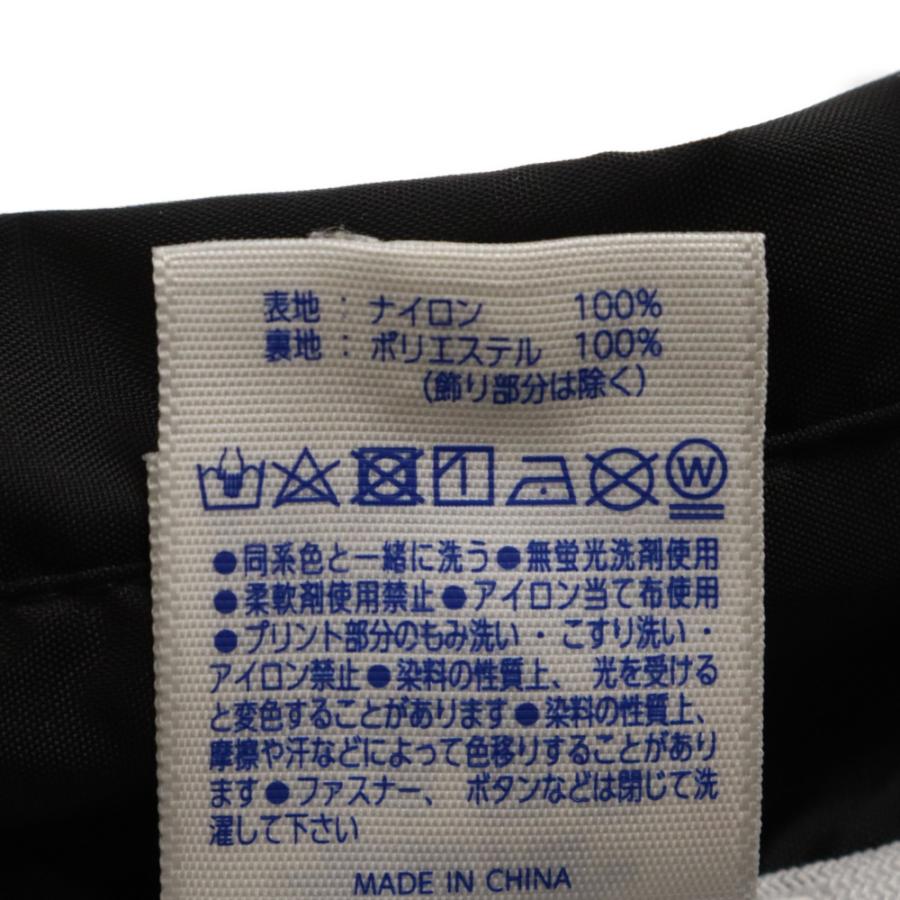 表地：ナイロン 100%
裏地：ポリエステル 100%
(飾り部分は除く)
W
●同系色と一緒に洗う●無蛍光洗剤使用
●柔軟剤使用禁止●アイロン当て布使用
●プリント部分のもみ洗い・こすり洗い・
アイロン禁止●染料の性質上、光を受ける
と変色することがあります●染料の性質上、
摩擦や汗などによって色移りすることがあり
ます●ファスナー、ボタンなどは閉じて洗
濯して下さい
MADE IN CHINA